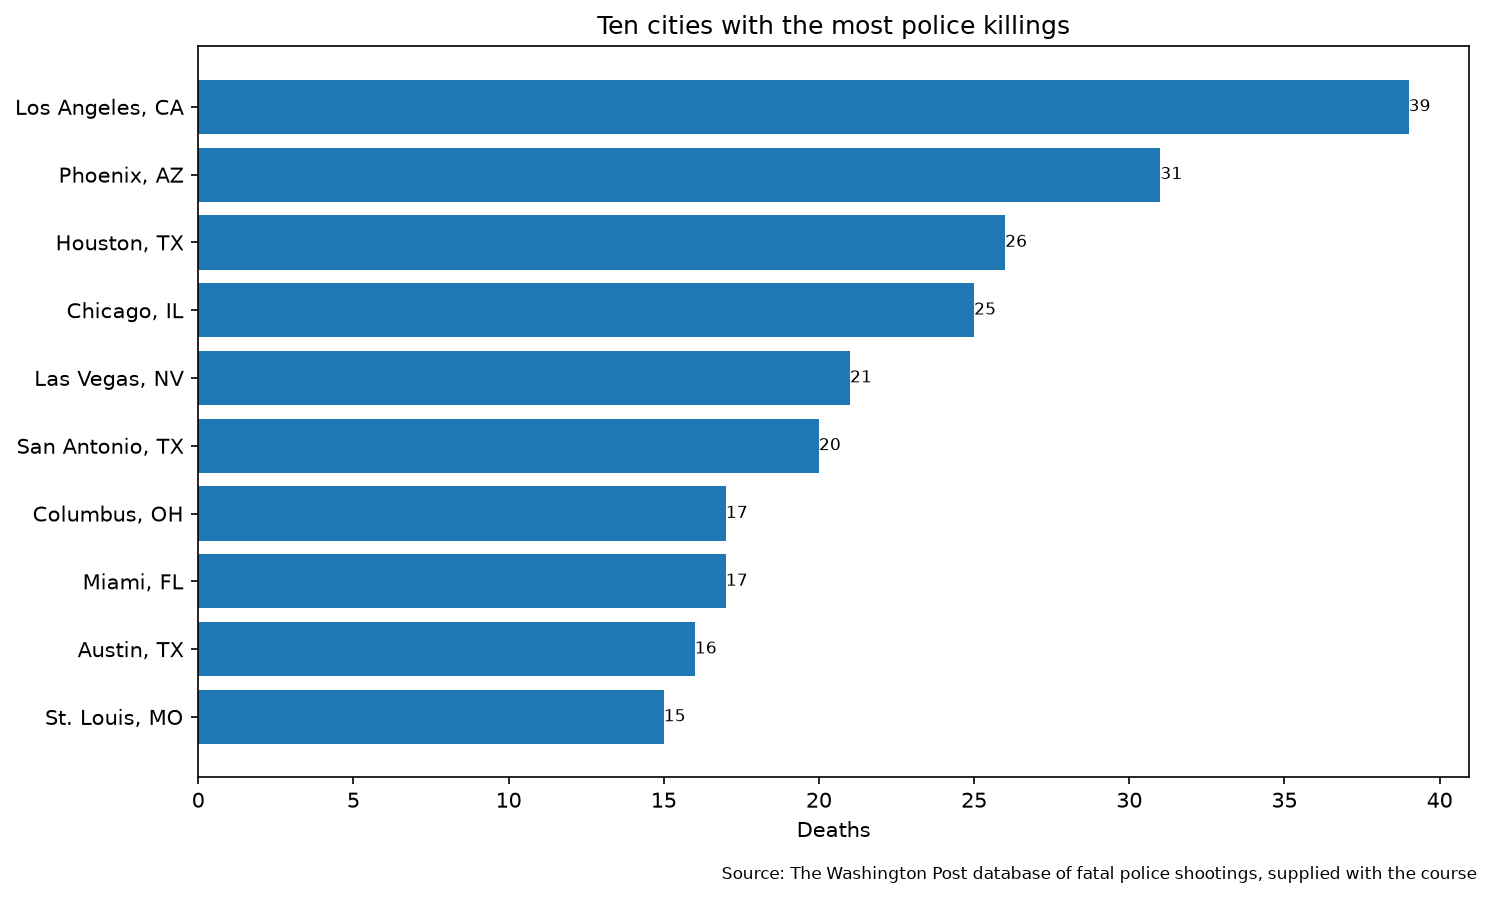 Ten cities with the most police killings
Los Angeles, CA
39
Phoenix, AZ
31
Houston, TX
26
Chicago, IL
25
Las Vegas, NV
21
San Antonio, TX
20
Columbus, OH
17
Miami, FL
17
Austin, TX
16
St. Louis, MO
15
0 5 10 15 20 25 30 35 40
Deaths
Source: The Washington Post database of fatal police shootings, supplied with the course